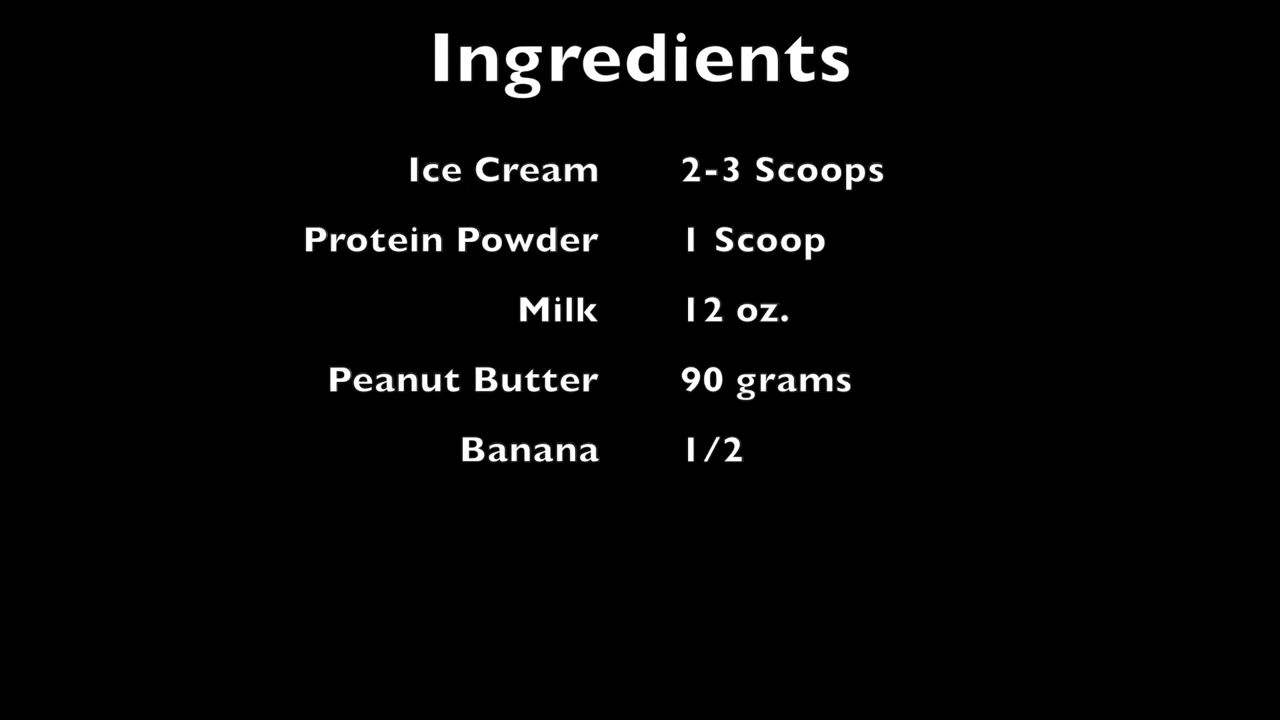 Ingredients
Ice Cream 2-3 Scoops
Protein Powder 1 Scoop
Milk 12 oz.
Peanut Butter 90 grams
Banana 1/2